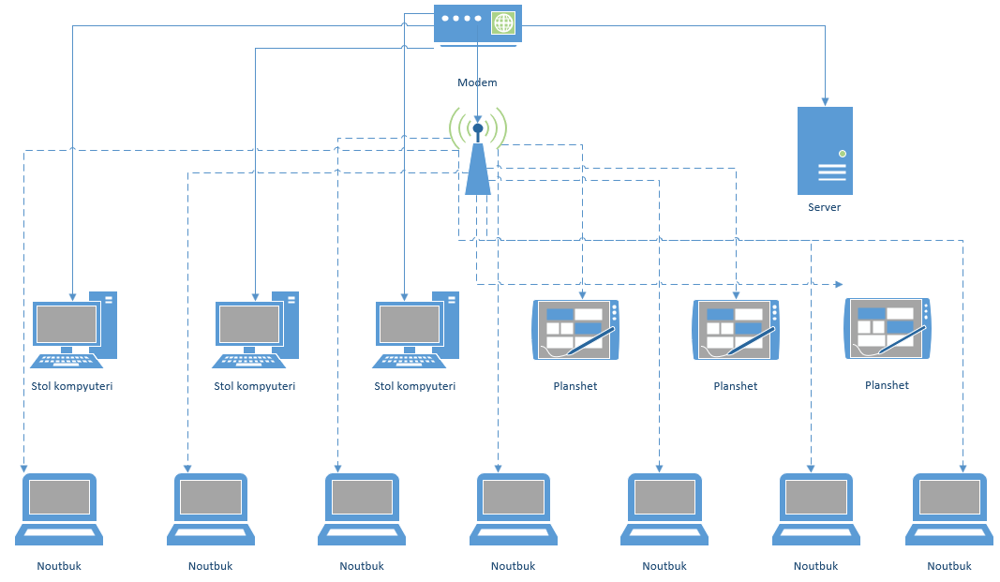 Modem
Server
Stol kompyuteri
Stol kompyuteri
Stol kompyuteri
Planshet
Planshet
Planshet
Noutbuk
Noutbuk
Noutbuk
Noutbuk
Noutbuk
Noutbuk
Noutbuk